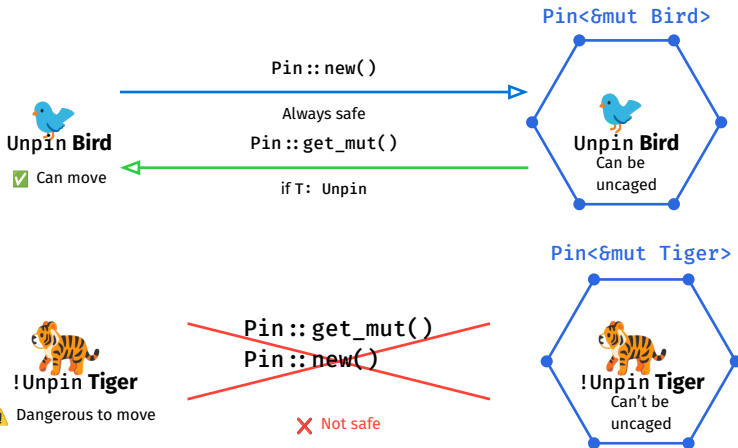 Pin<&mut Bird>
Pin::new()
Always safe
Pin::get_mut()
if T: Unpin
Unpin Bird
✅ Can move
Unpin Bird
Can be
uncaged
Pin<&mut Tiger>
Pin::get_mut()
Pin::new()
❌ Not safe
!Unpin Tiger
⚠️ Dangerous to move
!Unpin Tiger
Can’t be
uncaged